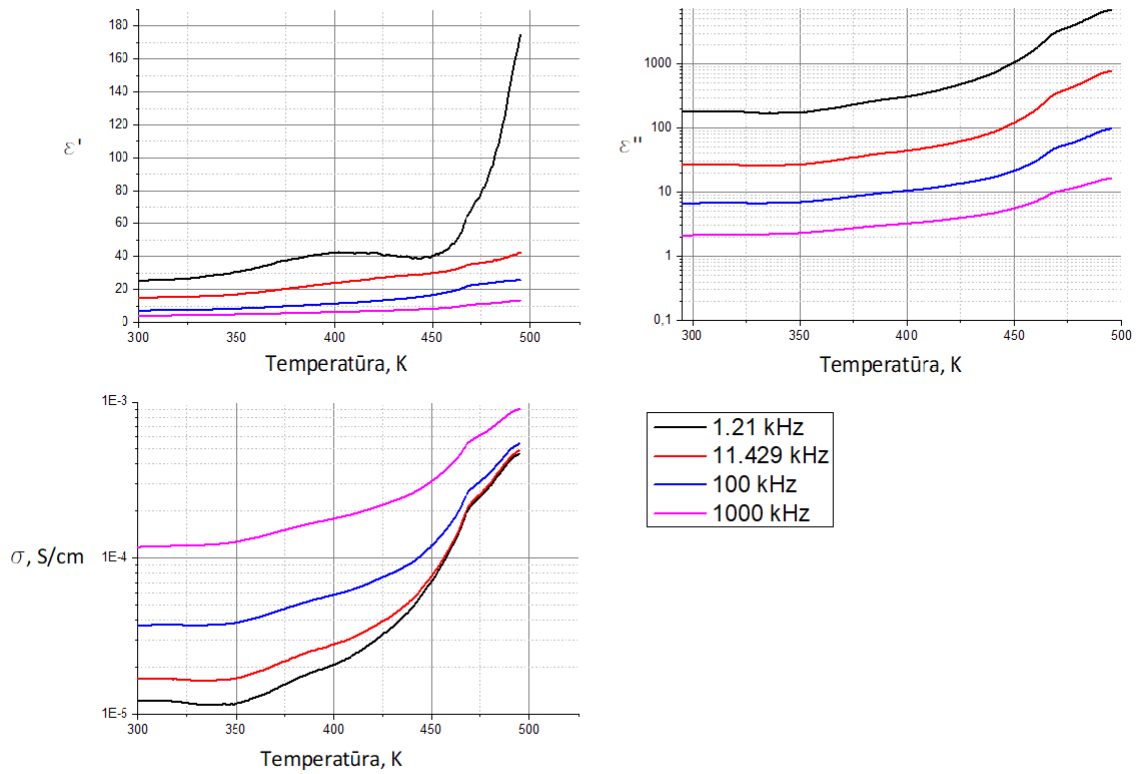 180
160
140
120
100
80
60
40
20
0
ε'
300
350
400
450
500
Temperatūra, K
1000
100
10
1
0,1
ε''
300
350
400
450
500
Temperatūra, K
1E-3
1E-4
1E-5
σ, S/cm
300
350
400
450
500
Temperatūra, K
1.21 kHz
11.429 kHz
100 kHz
1000 kHz